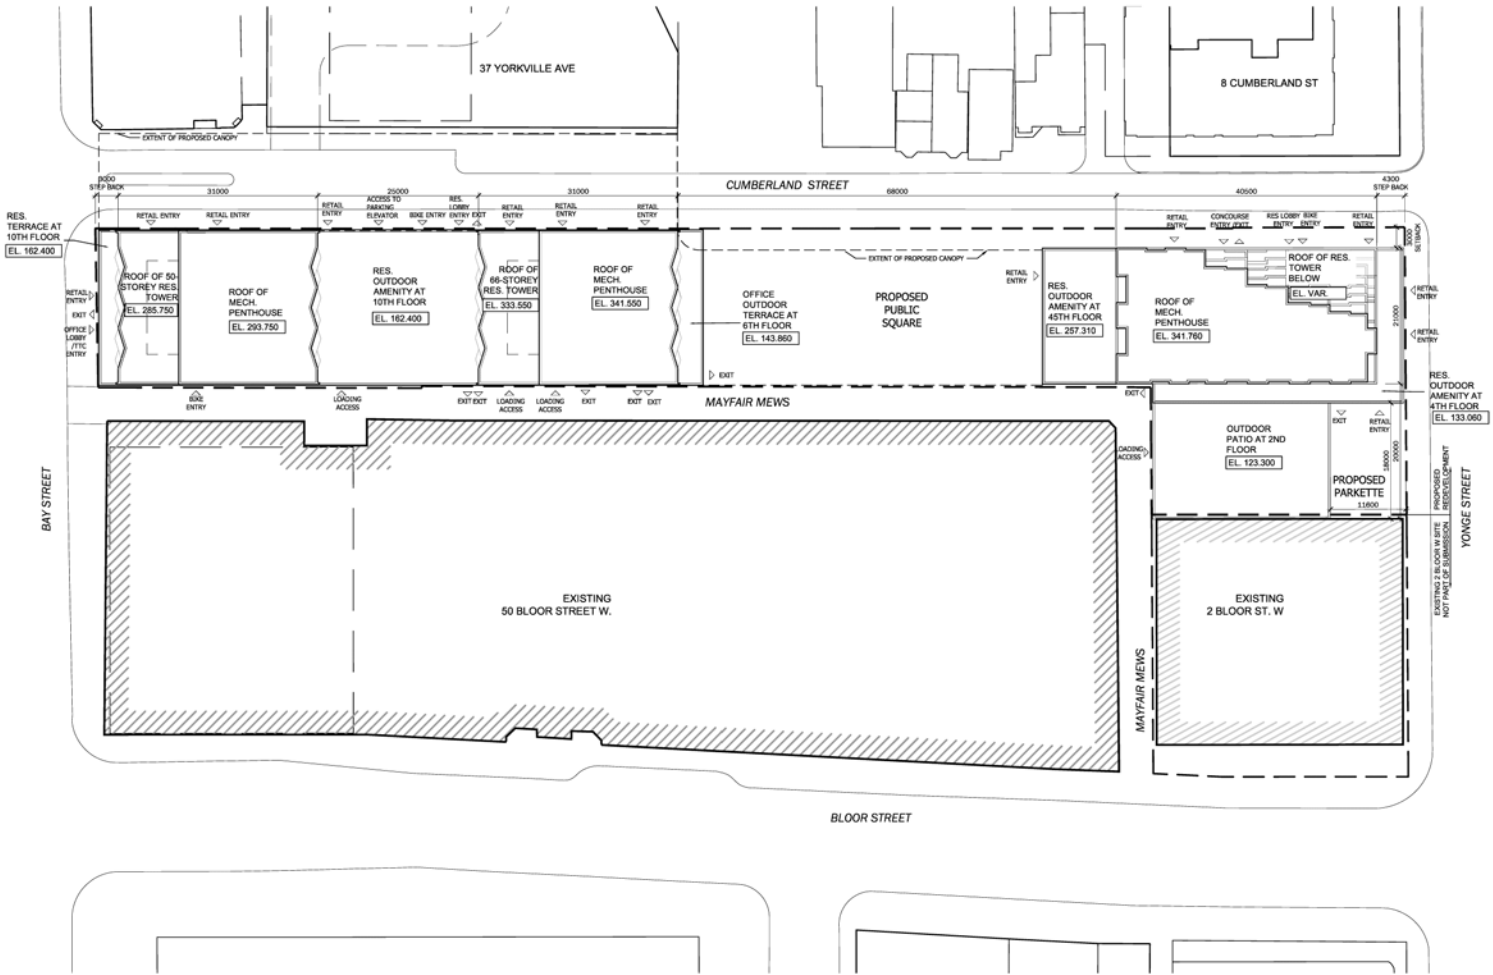 37 YORKVILLE AVE
8 CUMBERLAND ST
EXTENT OF PROPOSED CANOPY
CUMBERLAND STREET
3000
STEP BACK
31000
25000
31000
68000
40500
4300
STEP BACK
RES.
TERRACE AT
10TH FLOOR
EL. 162.400
RETAIL ENTRY
RETAIL ENTRY
RETAIL
ENTRY
ACCESS TO
PARKING
ELEVATOR
BIKE ENTRY
RES.
LOBBY
ENTRY
EXIT
RETAIL
ENTRY
RETAIL
ENTRY
RETAIL
ENTRY
RETAIL
ENTRY
CONCOURSE
ENTRY /EXIT
RES LOBBY
ENTRY
BIKE
ENTRY
RETAIL
ENTRY
3000
SETBACK
RETAIL
ENTRY
EXIT
OFFICE
LOBBY
/TTC
ENTRY
ROOF OF 50-
STOREY RES.
TOWER
EL. 285.750
ROOF OF
MECH.
PENTHOUSE
EL. 293.750
RES.
OUTDOOR
AMENITY AT
10TH FLOOR
EL. 162.400
ROOF OF
66-STOREY
RES. TOWER
EL. 333.550
ROOF OF
MECH.
PENTHOUSE
EL. 341.550
OFFICE
OUTDOOR
TERRACE AT
6TH FLOOR
EL. 143.860
EXTENT OF PROPOSED CANOPY
PROPOSED
PUBLIC
SQUARE
RETAIL
ENTRY
RES.
OUTDOOR
AMENITY AT
45TH FLOOR
EL. 257.310
ROOF OF
MECH.
PENTHOUSE
EL. 341.760
ROOF OF RES.
TOWER
BELOW
EL. VAR.
21000
RETAIL
ENTRY
RETAIL
ENTRY
RES.
OUTDOOR
AMENITY AT
4TH FLOOR
EL. 133.060
EXIT
BIKE
ENTRY
LOADING
ACCESS
EXIT
EXIT
LOADING
ACCESS
LOADING
ACCESS
EXIT
EXIT
EXIT
MAYFAIR MEWS
EXIT
LOADING
ACCESS
OUTDOOR
PATIO AT 2ND
FLOOR
EL. 123.300
EXIT
RETAIL
ENTRY
18000
20000
PROPOSED
PARKETTE
11600
PROPOSED
REDEVELOPMENT
EXISTING 2 BLOOR W SITE
NOT PART OF SUBMISSION
BAY STREET
YONGE STREET
EXISTING
50 BLOOR STREET W.
EXISTING
2 BLOOR ST. W
MAYFAIR MEWS
BLOOR STREET